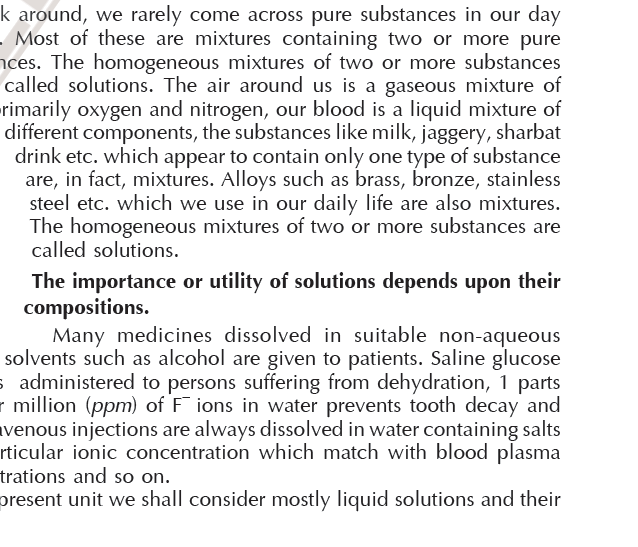 around, we rarely come across pure substances in our day
. Most of these are mixtures containing two or more pure
nces. The homogeneous mixtures of two or more substances
called solutions. The air around us is a gaseous mixture of
primarily oxygen and nitrogen, our blood is a liquid mixture of
different components, the substances like milk, jaggery, sharbat
drink etc. which appear to contain only one type of substance
are, in fact, mixtures. Alloys such as brass, bronze, stainless
steel etc. which we use in our daily life are also mixtures.
The homogeneous mixtures of two or more substances are
called solutions.
The importance or utility of solutions depends upon their
compositions.
Many medicines dissolved in suitable non-aqueous
solvents such as alcohol are given to patients. Saline glucose
s administered to persons suffering from dehydration, 1 parts
r million (ppm) of F⁻ ions in water prevents tooth decay and
avenous injections are always dissolved in water containing salts
rticular ionic concentration which match with blood plasma
trations and so on.
present unit we shall consider mostly liquid solutions and their